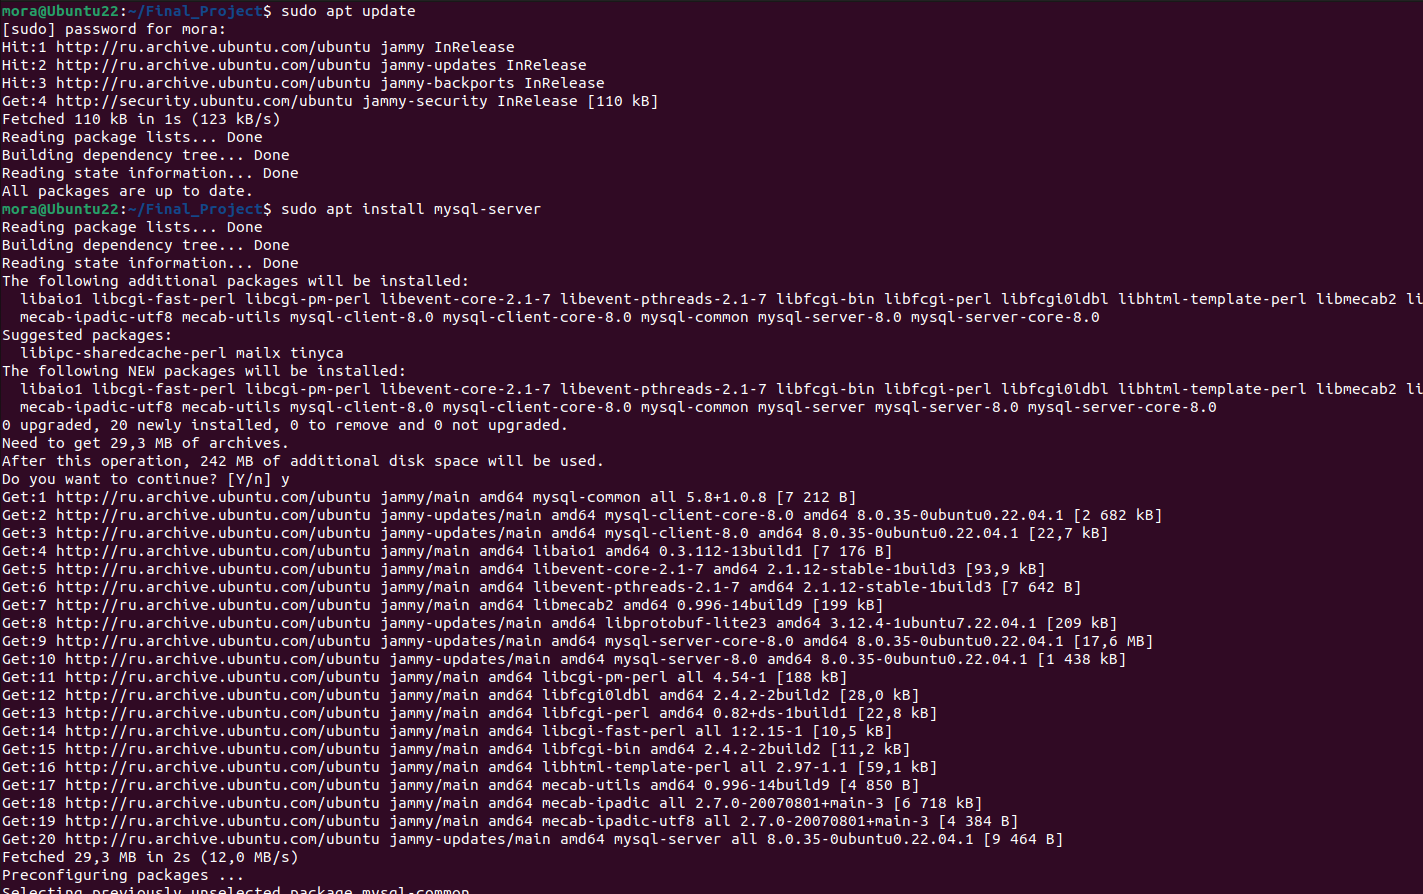 mora@Ubuntu22:~/Final_Project$ sudo apt update
[sudo] password for mora:
Hit:1 http://ru.archive.ubuntu.com/ubuntu jammy InRelease
Hit:2 http://ru.archive.ubuntu.com/ubuntu jammy-updates InRelease
Hit:3 http://ru.archive.ubuntu.com/ubuntu jammy-backports InRelease
Get:4 http://security.ubuntu.com/ubuntu jammy-security InRelease [110 kB]
Fetched 110 kB in 1s (123 kB/s)
Reading package lists... Done
Building dependency tree... Done
Reading state information... Done
All packages are up to date.
mora@Ubuntu22:~/Final_Project$ sudo apt install mysql-server
Reading package lists... Done
Building dependency tree... Done
Reading state information... Done
The following additional packages will be installed:
  libaio1 libcgi-fast-perl libcgi-pm-perl libevent-core-2.1-7 libevent-pthreads-2.1-7 libfcgi-bin libfcgi-perl libfcgi0ldbl libhtml-template-perl libmecab2 li
  mecab-ipadic-utf8 mecab-utils mysql-client-8.0 mysql-client-core-8.0 mysql-common mysql-server-8.0 mysql-server-core-8.0
Suggested packages:
  libipc-sharedcache-perl mailx tinyca
The following NEW packages will be installed:
  libaio1 libcgi-fast-perl libcgi-pm-perl libevent-core-2.1-7 libevent-pthreads-2.1-7 libfcgi-bin libfcgi-perl libfcgi0ldbl libhtml-template-perl libmecab2 li
  mecab-ipadic-utf8 mecab-utils mysql-client-8.0 mysql-client-core-8.0 mysql-common mysql-server mysql-server-8.0 mysql-server-core-8.0
0 upgraded, 20 newly installed, 0 to remove and 0 not upgraded.
Need to get 29,3 MB of archives.
After this operation, 242 MB of additional disk space will be used.
Do you want to continue? [Y/n] y
Get:1 http://ru.archive.ubuntu.com/ubuntu jammy/main amd64 mysql-common all 5.8+1.0.8 [7 212 B]
Get:2 http://ru.archive.ubuntu.com/ubuntu jammy-updates/main amd64 mysql-client-core-8.0 amd64 8.0.35-0ubuntu0.22.04.1 [2 682 kB]
Get:3 http://ru.archive.ubuntu.com/ubuntu jammy-updates/main amd64 mysql-client-8.0 amd64 8.0.35-0ubuntu0.22.04.1 [22,7 kB]
Get:4 http://ru.archive.ubuntu.com/ubuntu jammy/main amd64 libaio1 amd64 0.3.112-13build1 [7 176 B]
Get:5 http://ru.archive.ubuntu.com/ubuntu jammy/main amd64 libevent-core-2.1-7 amd64 2.1.12-stable-1build3 [93,9 kB]
Get:6 http://ru.archive.ubuntu.com/ubuntu jammy/main amd64 libevent-pthreads-2.1-7 amd64 2.1.12-stable-1build3 [7 642 B]
Get:7 http://ru.archive.ubuntu.com/ubuntu jammy/main amd64 libmecab2 amd64 0.996-14build9 [199 kB]
Get:8 http://ru.archive.ubuntu.com/ubuntu jammy-updates/main amd64 libprotobuf-lite23 amd64 3.12.4-1ubuntu7.22.04.1 [209 kB]
Get:9 http://ru.archive.ubuntu.com/ubuntu jammy-updates/main amd64 mysql-server-core-8.0 amd64 8.0.35-0ubuntu0.22.04.1 [17,6 MB]
Get:10 http://ru.archive.ubuntu.com/ubuntu jammy-updates/main amd64 mysql-server-8.0 amd64 8.0.35-0ubuntu0.22.04.1 [1 438 kB]
Get:11 http://ru.archive.ubuntu.com/ubuntu jammy/main amd64 libcgi-pm-perl all 4.54-1 [188 kB]
Get:12 http://ru.archive.ubuntu.com/ubuntu jammy/main amd64 libfcgi0ldbl amd64 2.4.2-2build2 [28,0 kB]
Get:13 http://ru.archive.ubuntu.com/ubuntu jammy/main amd64 libfcgi-perl amd64 0.82+ds-1build1 [22,8 kB]
Get:14 http://ru.archive.ubuntu.com/ubuntu jammy/main amd64 libcgi-fast-perl all 1:2.15-1 [10,5 kB]
Get:15 http://ru.archive.ubuntu.com/ubuntu jammy/main amd64 libfcgi-bin amd64 2.4.2-2build2 [11,2 kB]
Get:16 http://ru.archive.ubuntu.com/ubuntu jammy/main amd64 libhtml-template-perl all 2.97-1.1 [59,1 kB]
Get:17 http://ru.archive.ubuntu.com/ubuntu jammy/main amd64 mecab-utils amd64 0.996-14build9 [4 850 B]
Get:18 http://ru.archive.ubuntu.com/ubuntu jammy/main amd64 mecab-ipadic all 2.7.0-20070801+main-3 [6 718 kB]
Get:19 http://ru.archive.ubuntu.com/ubuntu jammy/main amd64 mecab-ipadic-utf8 all 2.7.0-20070801+main-3 [4 384 B]
Get:20 http://ru.archive.ubuntu.com/ubuntu jammy-updates/main amd64 mysql-server all 8.0.35-0ubuntu0.22.04.1 [9 464 B]
Fetched 29,3 MB in 2s (12,0 MB/s)
Preconfiguring packages ...
Selecting previously unselected package mysql-common.